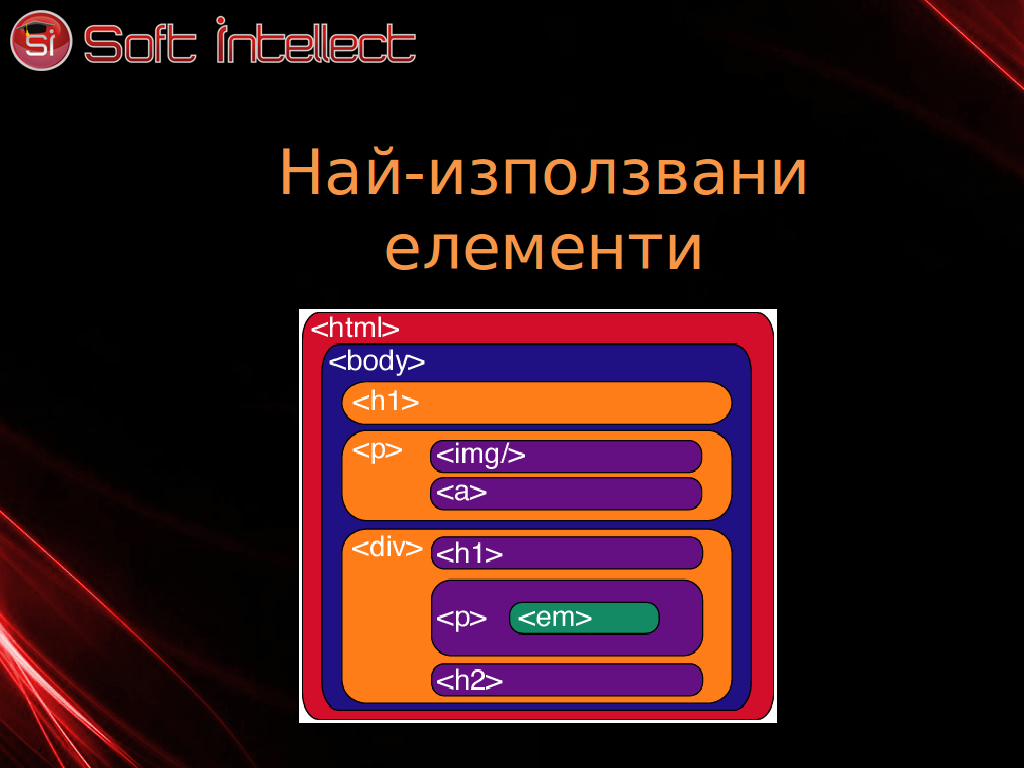 Si Soft Intellect
Най-използвани
елементи
<html>
<body>
<h1>
<p> <img/>
<a>
<div> <h1>
<p> <em>
<h2>